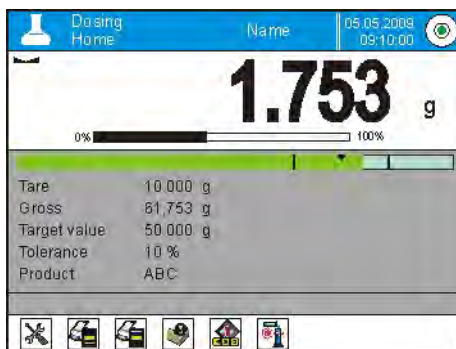 Dosing
Home
Name
05.05.2009
09:10:00
1.753 g
0% 100%
Tare 10.000 g
Gross 61,753 g
Target value 50.000 g
Tolerance 10 %
Product ABC